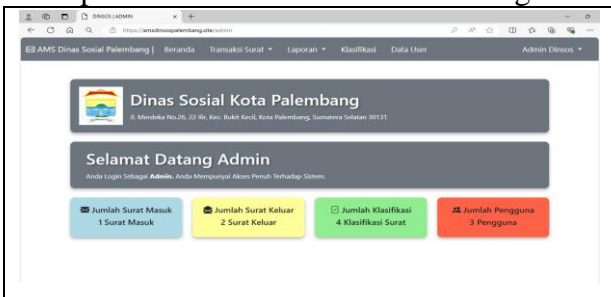 DINSOS | ADMIN
https://amsdinsospalembang.site/admin
AMS Dinas Sosial Palembang | Beranda Transaksi Surat Laporan Klasifikasi Data User Admin Dinsos
Dinas Sosial Kota Palembang
Jl. Merdeka No.26, 22 Ilir, Kec. Bukit Kecil, Kota Palembang, Sumatera Selatan 30131
Selamat Datang Admin
Anda Login Sebagai Admin. Anda Mempunyai Akses Penuh Terhadap Sistem.
Jumlah Surat Masuk
1 Surat Masuk
Jumlah Surat Keluar
2 Surat Keluar
Jumlah Klasifikasi
4 Klasifikasi Surat
Jumlah Pengguna
3 Pengguna